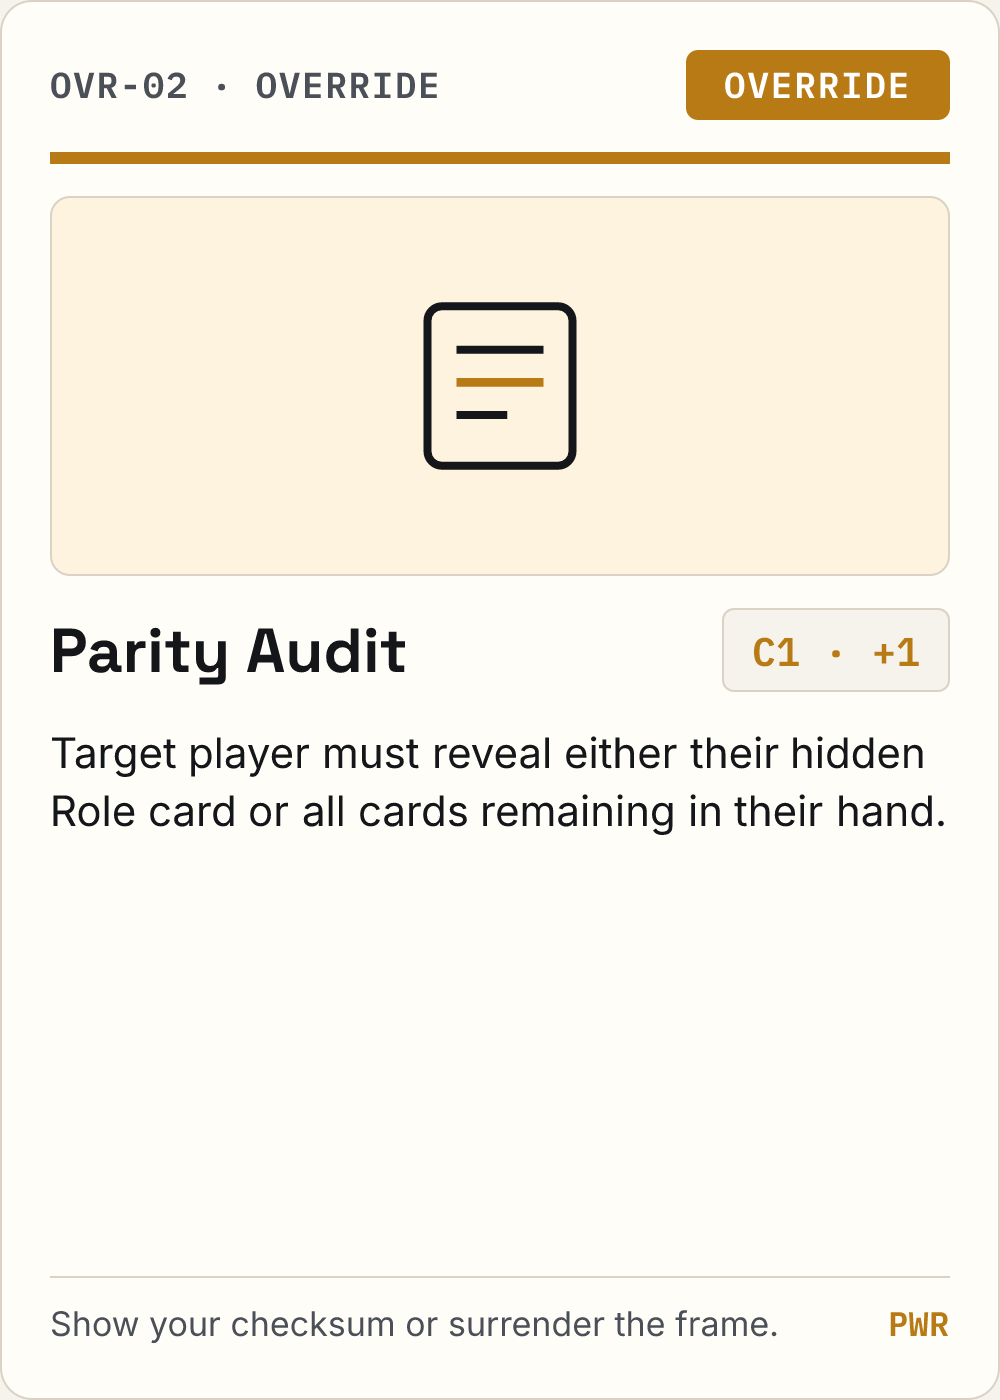 OVR-02 · OVERRIDE
OVERRIDE
Parity Audit
C1 · +1
Target player must reveal either their hidden
Role card or all cards remaining in their hand.
Show your checksum or surrender the frame.
PWR